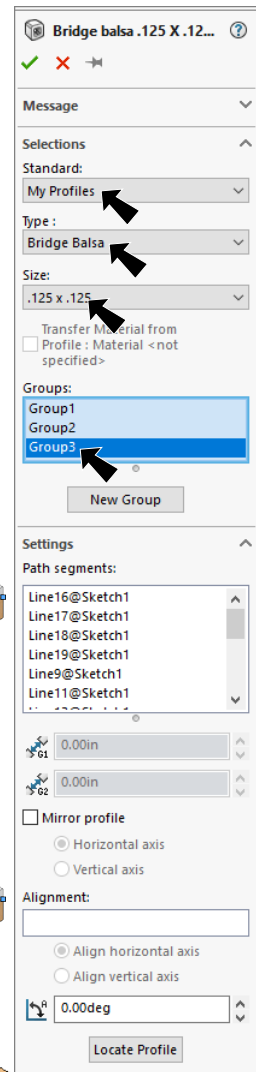 Bridge balsa .125 X .12...
Message
Selections
Standard:
My Profiles
Type :
Bridge Balsa
Size:
.125 x .125
Transfer Material from
Profile : Material <not
specified>
Groups:
Group1
Group2
Group3
New Group
Settings
Path segments:
Line16@Sketch1
Line17@Sketch1
Line18@Sketch1
Line19@Sketch1
Line9@Sketch1
Line11@Sketch1
G1 0.00in
G2 0.00in
Mirror profile
Horizontal axis
Vertical axis
Alignment:
Align horizontal axis
Align vertical axis
0.00deg
Locate Profile